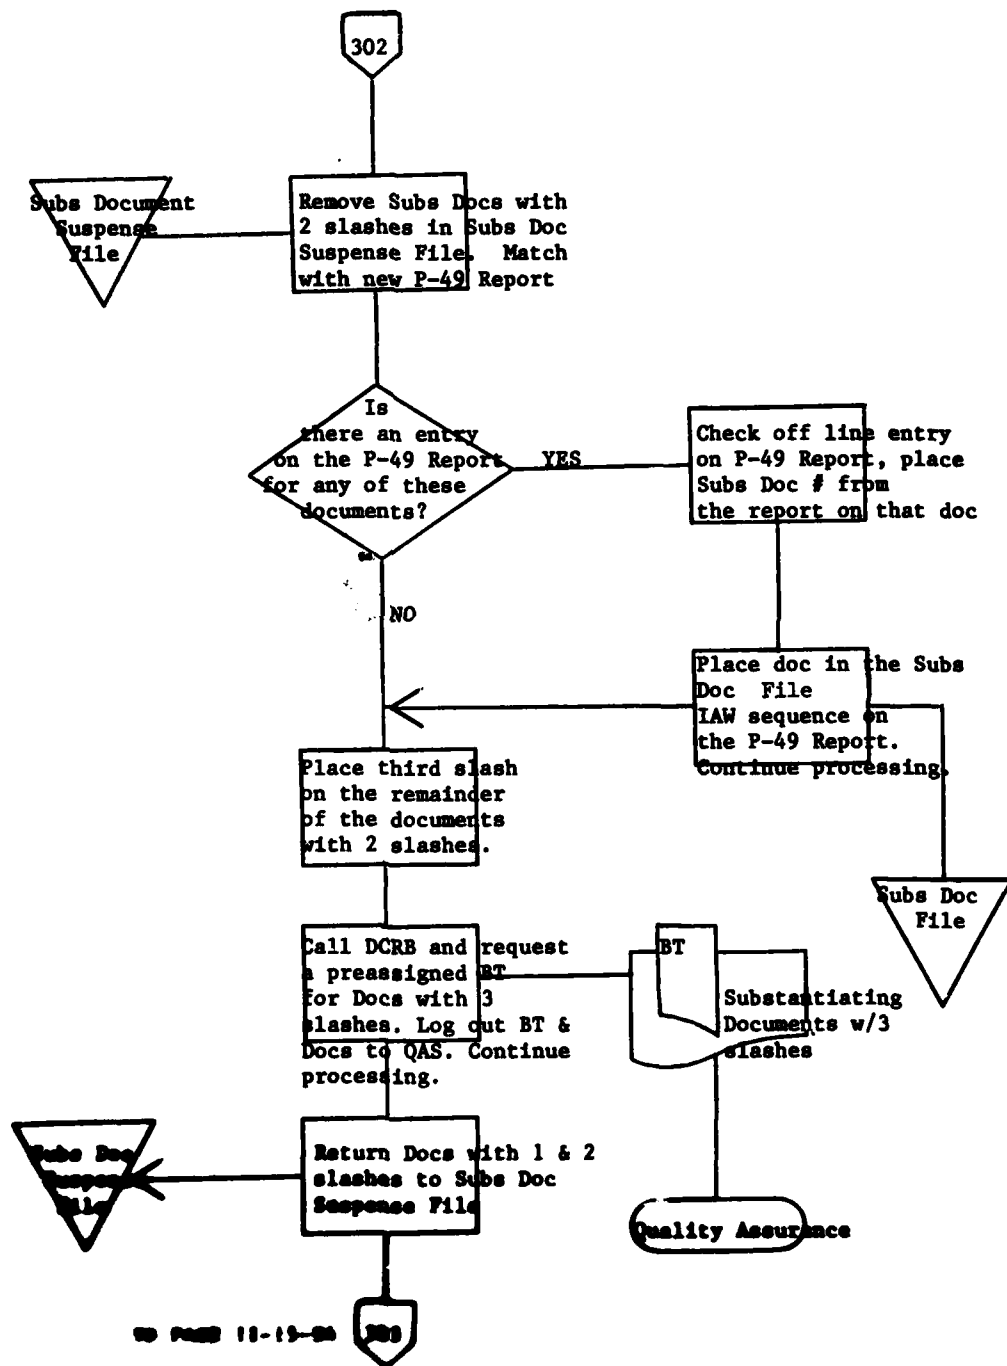 302
Subs Document
Suspense
File
Remove Subs Docs with
2 slashes in Subs Doc
Suspense File. Match
with new P-49 Report
Is
there an entry
on the P-49 Report
for any of these
documents?
YES
Check off line entry
on P-49 Report, place
Subs Doc # from
the report on that doc
NO
Place doc in the Subs
Doc File
IAW sequence on
the P-49 Report.
Continue processing.
Place third slash
on the remainder
of the documents
with 2 slashes.
Subs Doc
File
Call DCRB and request
a preassigned BT
for Docs with 3
slashes. Log out BT &
Docs to QAS. Continue
processing.
BT
Substantiating
Documents w/3
slashes
Subs Doc
Suspense
File
Return Docs with 1 & 2
slashes to Subs Doc
Suspense File
Quality Assurance
TO PAGE